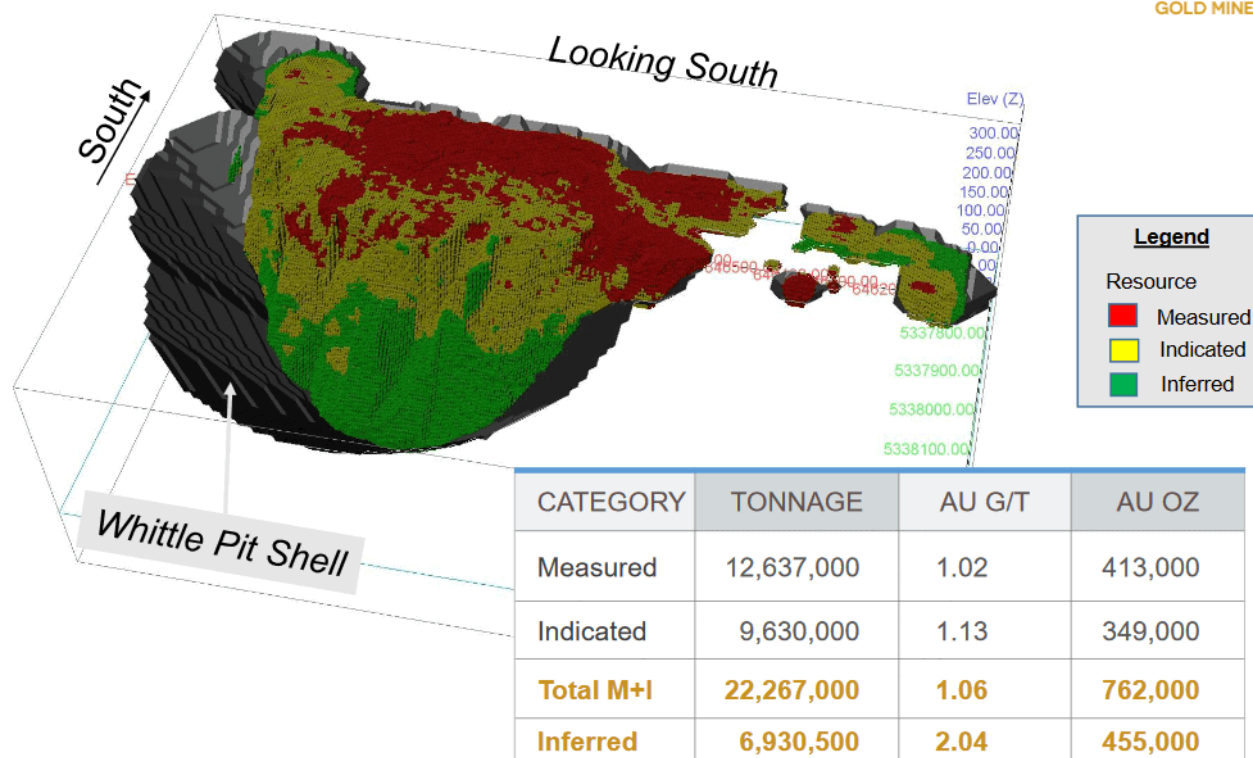 GOLD MINE
Looking South
South
Elev (Z)
300.00
250.00
200.00
150.00
100.00
50.00
0.00
E
5337800.00
5337900.00
5338000.00
5338100.00
Legend
Resource
Measured
Indicated
Inferred
Whittle Pit Shell
CATEGORY TONNAGE AU G/T AU OZ
Measured 12,637,000 1.02 413,000
Indicated 9,630,000 1.13 349,000
Total M+I 22,267,000 1.06 762,000
Inferred 6,930,500 2.04 455,000